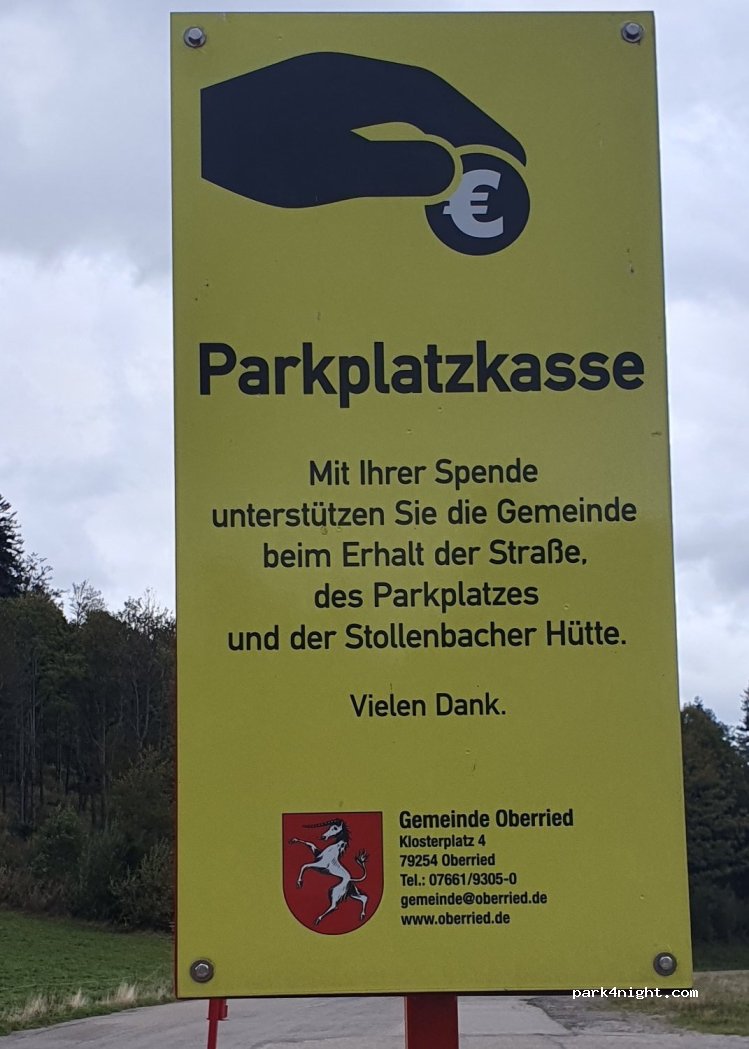 €
Parkplatzkasse
Mit Ihrer Spende
unterstützen Sie die Gemeinde
beim Erhalt der Straße,
des Parkplatzes
und der Stollenbacher Hütte.
Vielen Dank.
Gemeinde Oberried
Klosterplatz 4
79254 Oberried
Tel.: 07661/9305-0
gemeinde@oberried.de
www.oberried.de
park4night.com